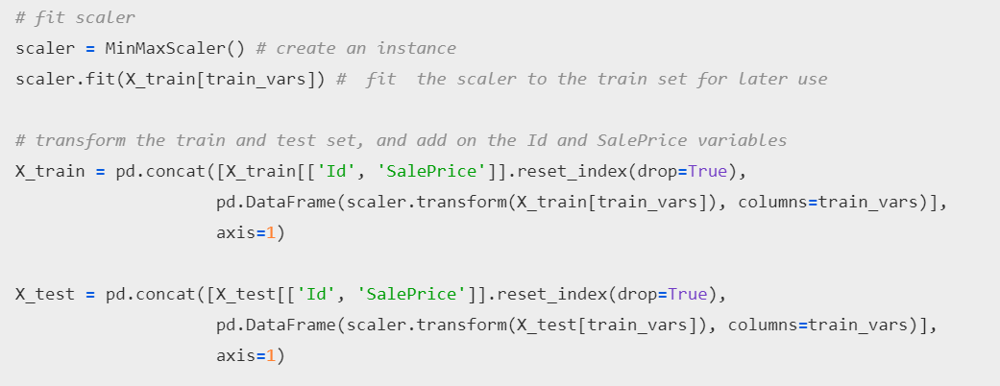 # fit scaler
scaler = MinMaxScaler() # create an instance
scaler.fit(X_train[train_vars]) #  fit  the scaler to the train set for later use
# transform the train and test set, and add on the Id and SalePrice variables
X_train = pd.concat([X_train[['Id', 'SalePrice']].reset_index(drop=True),
pd.DataFrame(scaler.transform(X_train[train_vars]), columns=train_vars)],
axis=1)
X_test = pd.concat([X_test[['Id', 'SalePrice']].reset_index(drop=True),
pd.DataFrame(scaler.transform(X_test[train_vars]), columns=train_vars)],
axis=1)